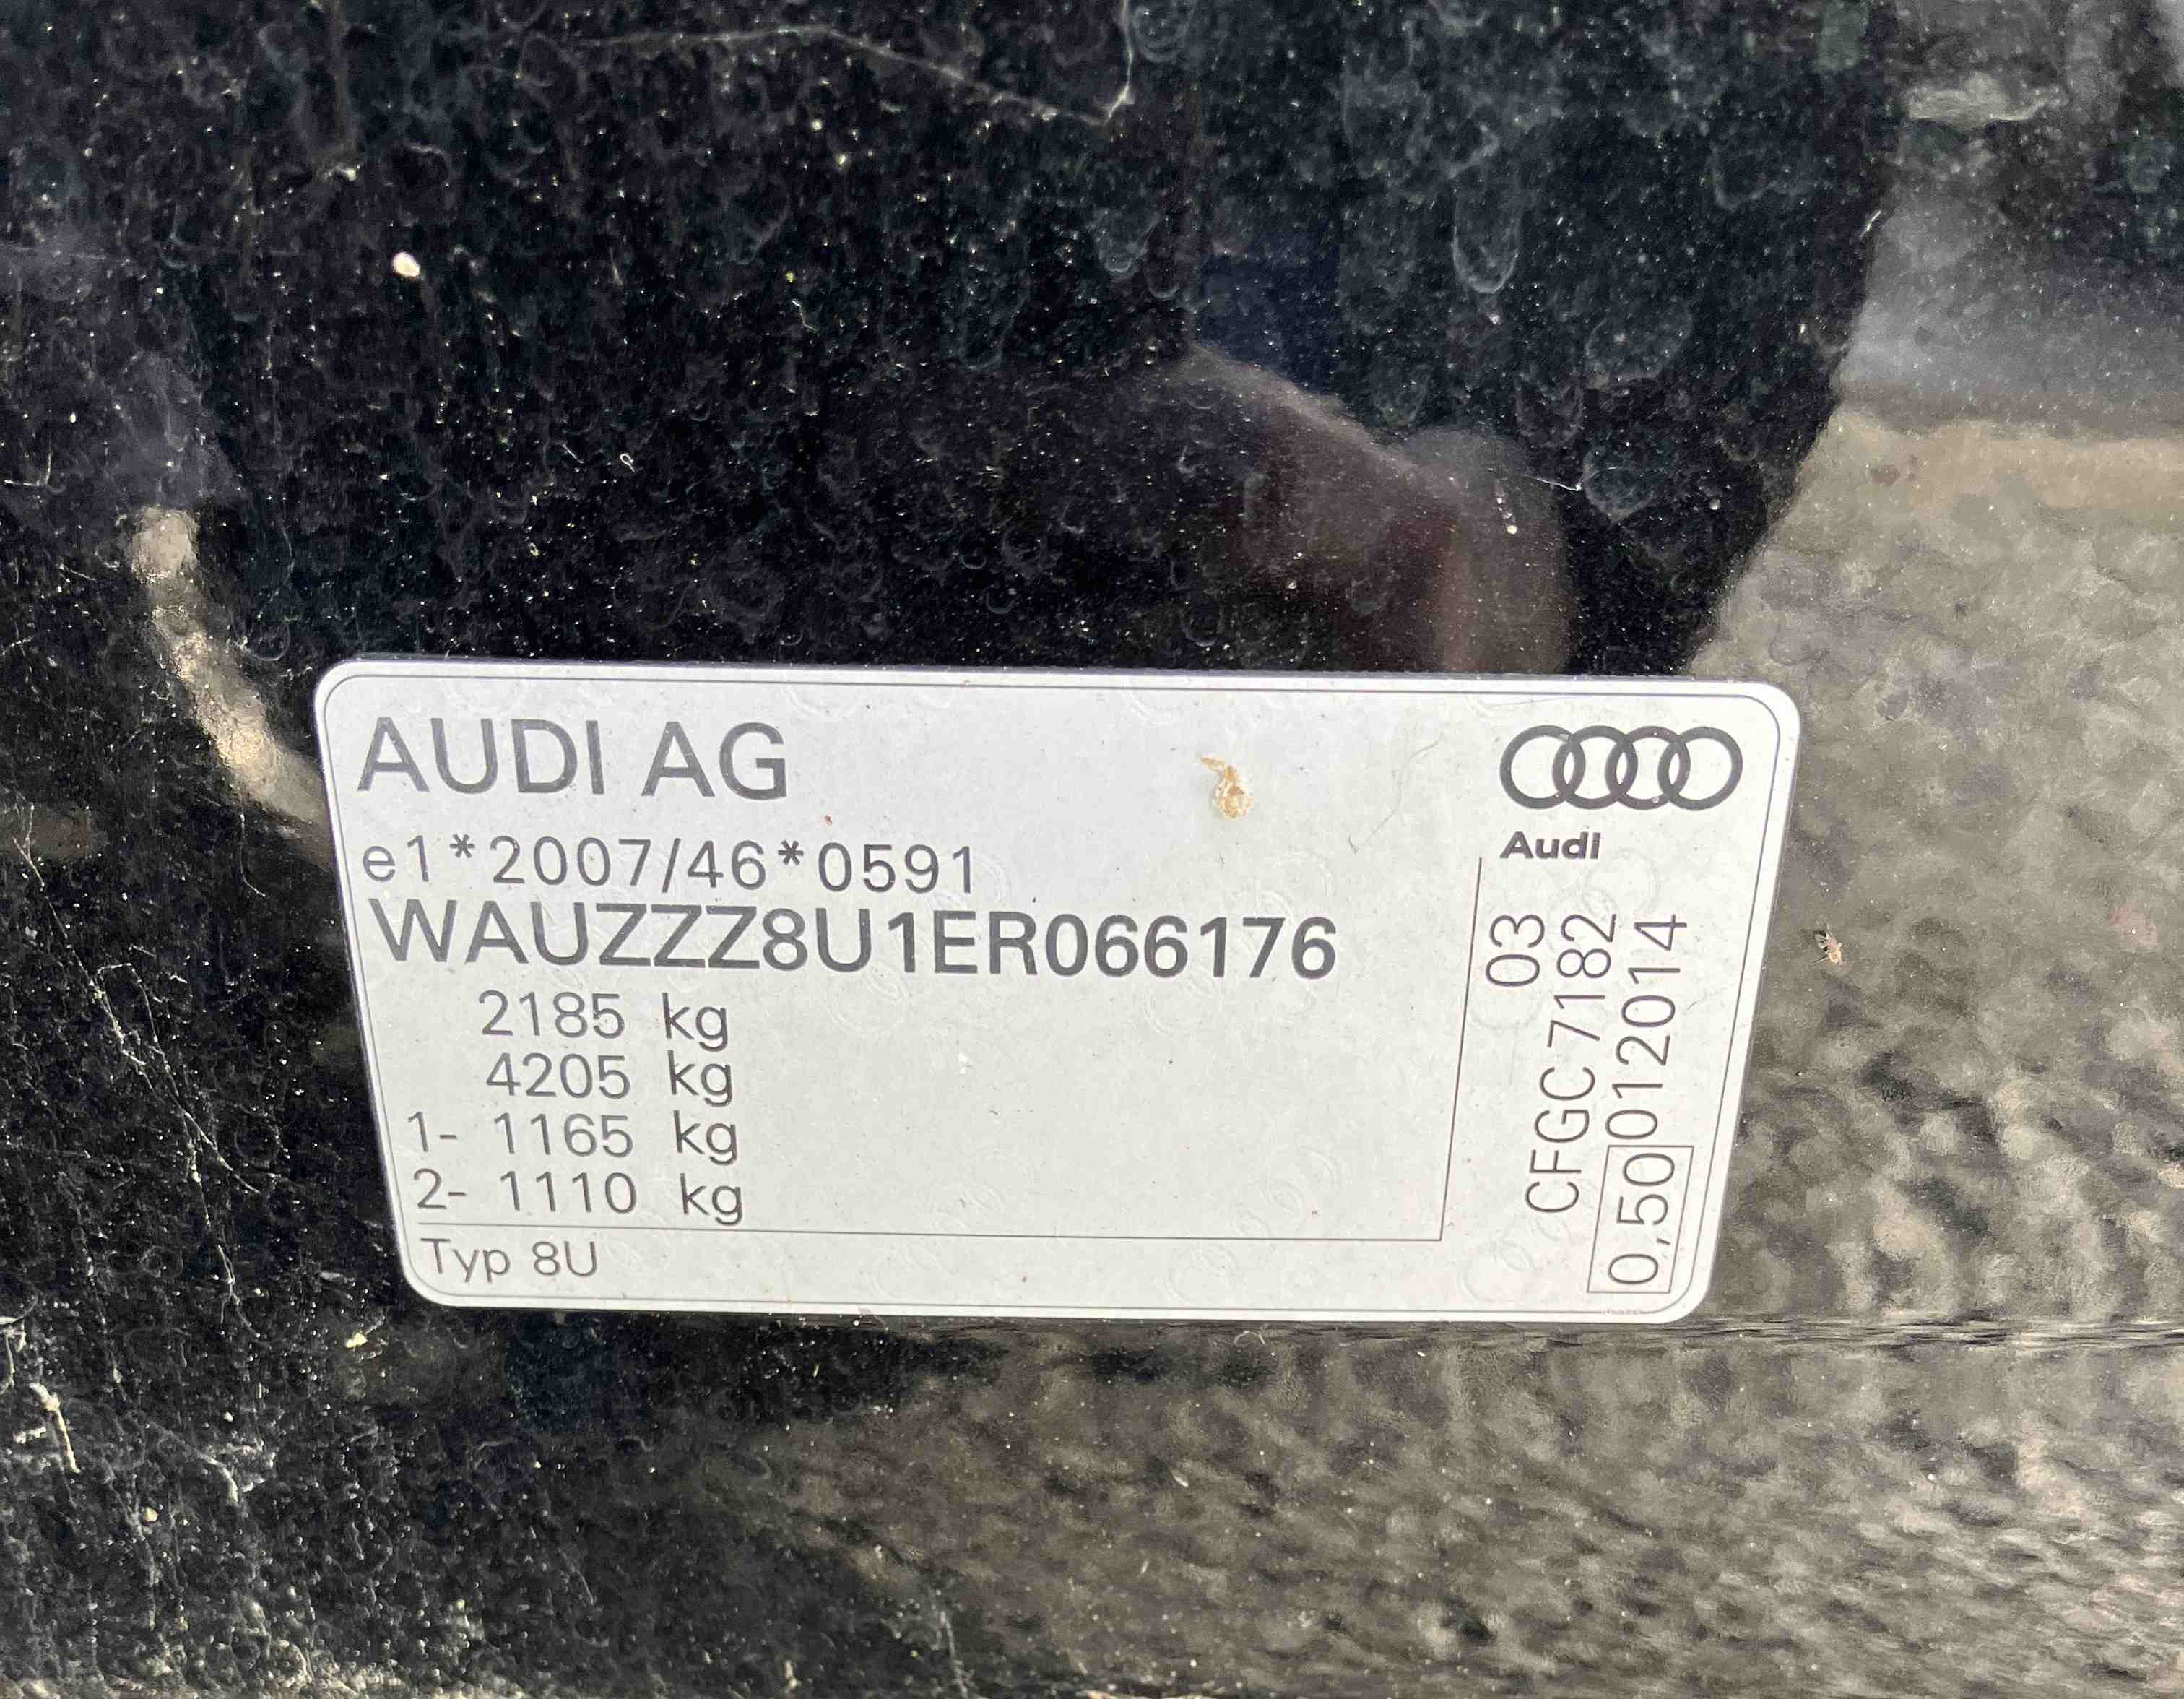 AUDI AG
Audi
e1*2007/46*0591
WAUZZZ8U1ER066176
2185 kg
4205 kg
1- 1165 kg
2- 1110 kg
Typ 8U
03
CFGC 7182
0,50 012014